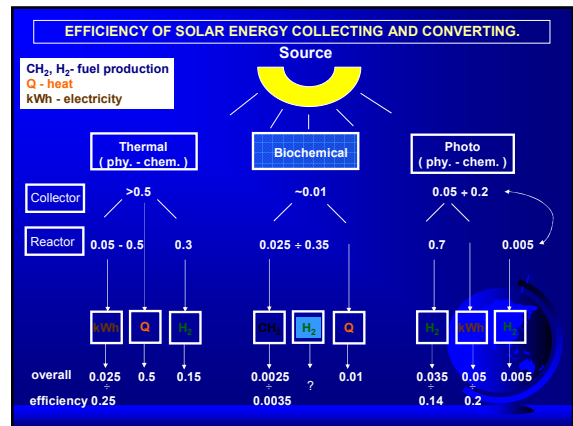 EFFICIENCY OF SOLAR ENERGY COLLECTING AND CONVERTING.
Source
CH2, H2- fuel production
Q - heat
kWh - electricity
Thermal
( phy. - chem. )
Biochemical
Photo
( phy. - chem. )
Collector >0.5 ~0.01 0.05 ÷ 0.2
Reactor 0.05 - 0.5 0.3 0.025 ÷ 0.35 0.7 0.005
kWh Q H2 CH2 H2 Q H2 kWh H2
overall 0.025 0.5 0.15 0.0025 ? 0.01 0.035 0.05 0.005
÷ ÷ ÷ ÷
efficiency 0.25 0.0035 0.14 0.2